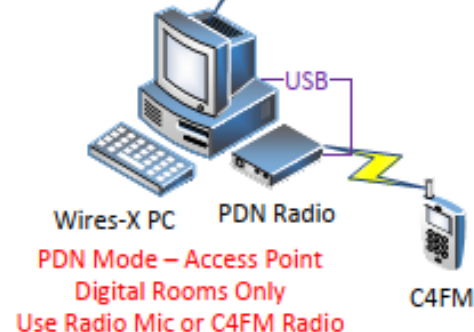 USB
Wires-X PC
PDN Radio
C4FM
PDN Mode – Access Point
Digital Rooms Only
Use Radio Mic or C4FM Radio